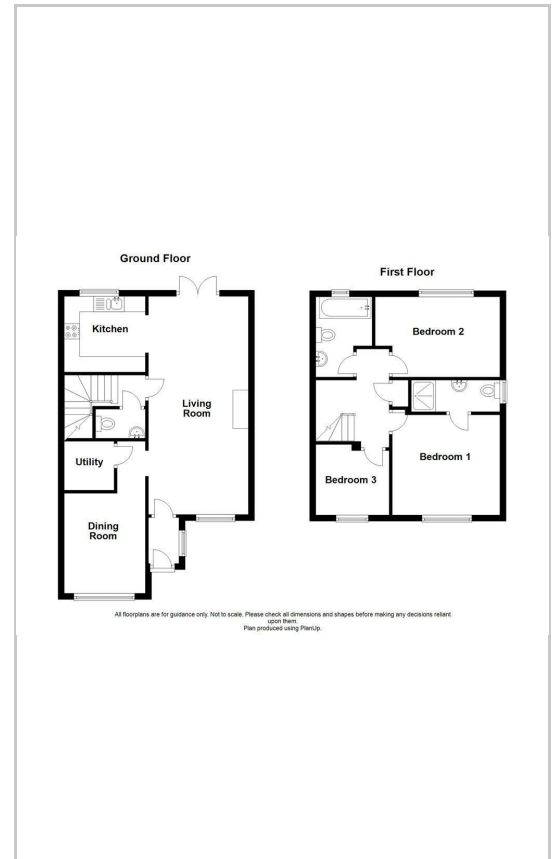 Ground Floor
Kitchen
Living
Room
Utility
Dining
Room
First Floor
Bedroom 2
Bedroom 1
Bedroom 3
All floorplans are for guidance only. Not to scale. Please check all dimensions and shapes before making any decisions reliant
upon them.
Plan produced using PlanUp.